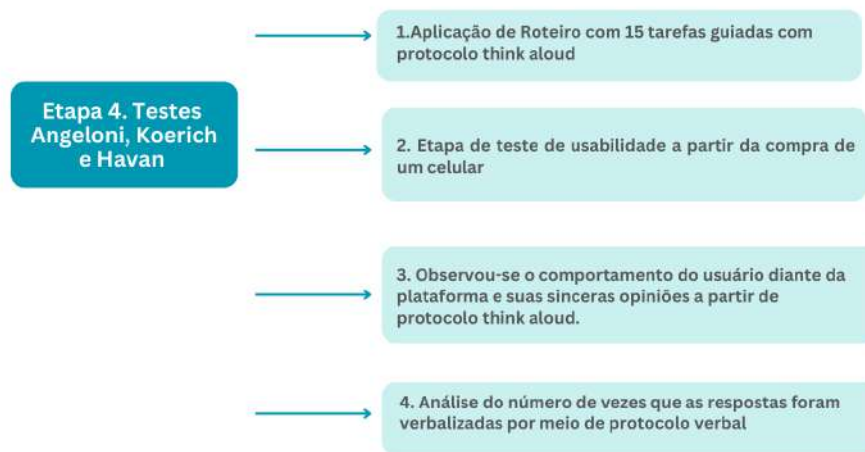 Etapa 4. Testes
Angeloni, Koerich
e Havan
1.Aplicação de Roteiro com 15 tarefas guiadas com
protocolo think aloud
2. Etapa de teste de usabilidade a partir da compra de
um celular
3. Observou-se o comportamento do usuário diante da
plataforma e suas sinceras opiniões a partir de
protocolo think aloud.
4. Análise do número de vezes que as respostas foram
verbalizadas por meio de protocolo verbal